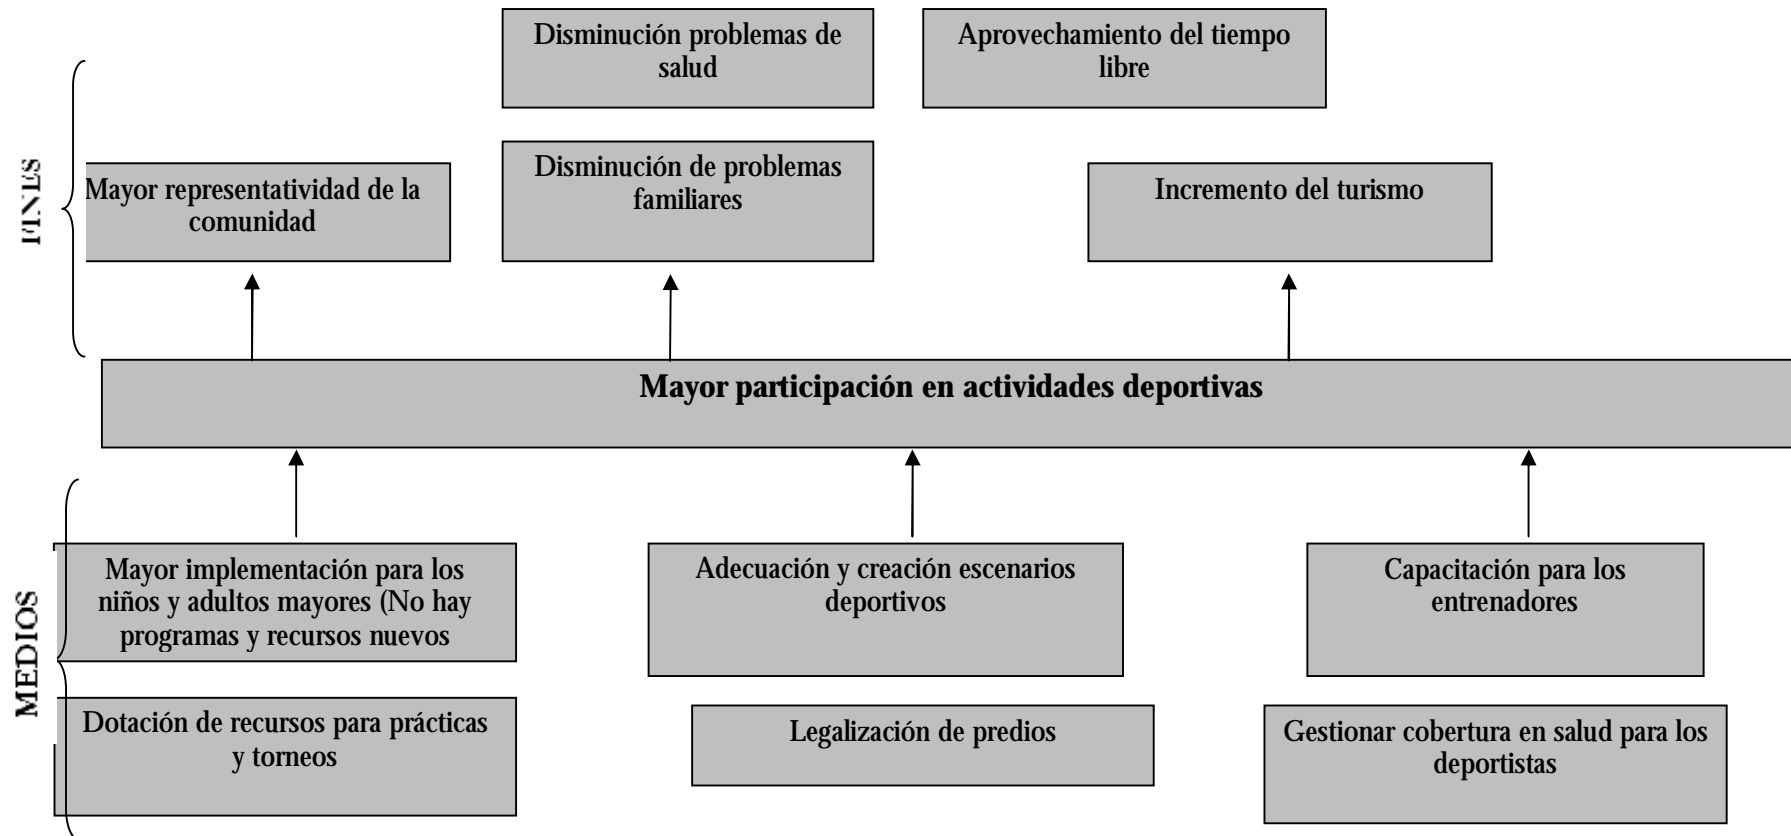 Disminución problemas de
salud
Aprovechamiento del tiempo
libre
FINES
Mayor representatividad de la
comunidad
Disminución de problemas
familiares
Incremento del turismo
Mayor participación en actividades deportivas
MEDIOS
Mayor implementación para los
niños y adultos mayores (No hay
programas y recursos nuevos
Adecuación y creación escenarios
deportivos
Capacitación para los
entrenadores
Dotación de recursos para prácticas
y torneos
Legalización de predios
Gestionar cobertura en salud para los
deportistas